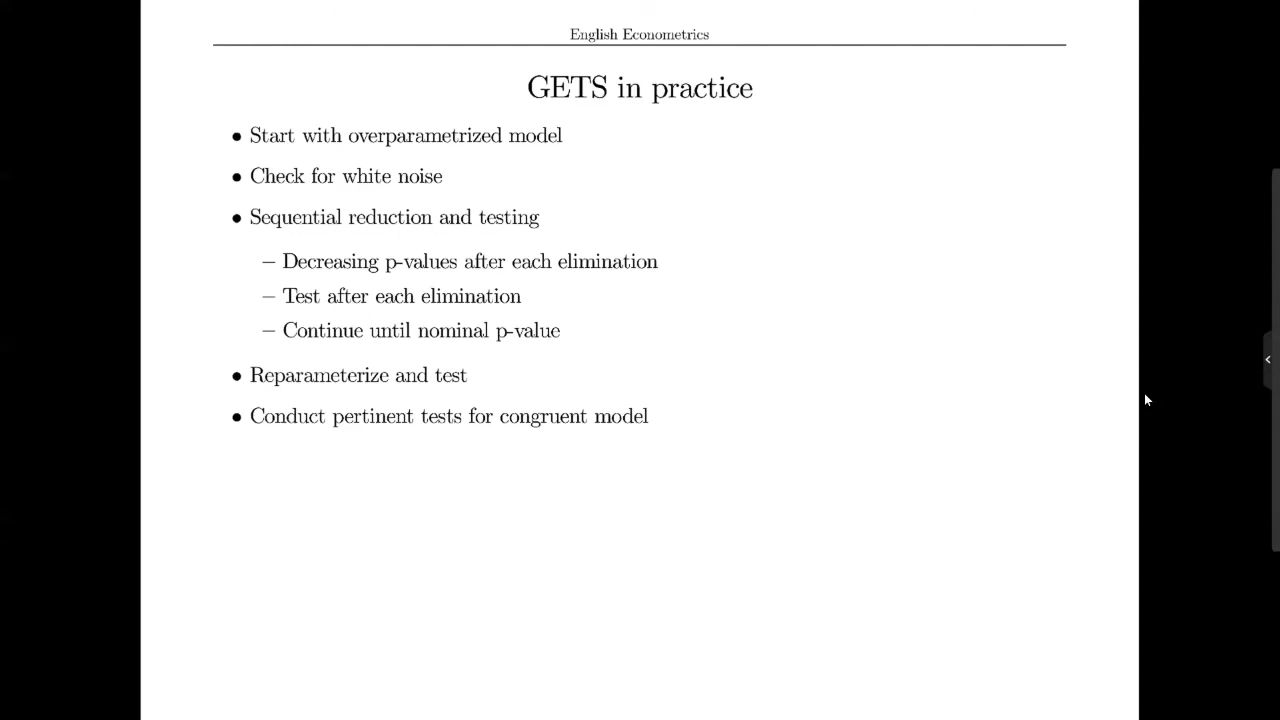 English Econometrics
GETS in practice
• Start with overparametrized model
• Check for white noise
• Sequential reduction and testing
– Decreasing p-values after each elimination
– Test after each elimination
– Continue until nominal p-value
• Reparameterize and test
• Conduct pertinent tests for congruent model